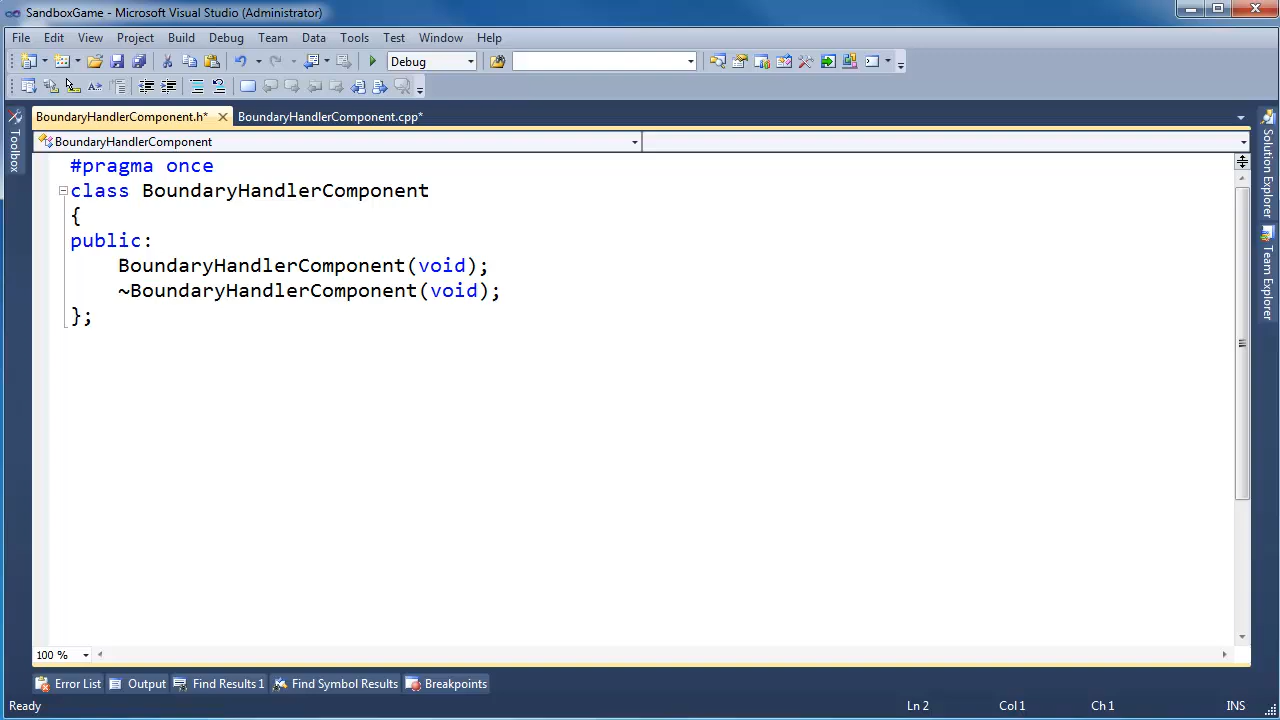 SandboxGame - Microsoft Visual Studio (Administrator)
File Edit View Project Build Debug Team Data Tools Test Window Help
Debug
BoundaryHandlerComponent.h* BoundaryHandlerComponent.cpp*
BoundaryHandlerComponent
#pragma once
class BoundaryHandlerComponent
{
public:
BoundaryHandlerComponent(void);
~BoundaryHandlerComponent(void);
};
Toolbox
Solution Explorer
Team Explorer
100 %
Error List Output Find Results 1 Find Symbol Results Breakpoints
Ready Ln 2 Col 1 Ch 1 INS